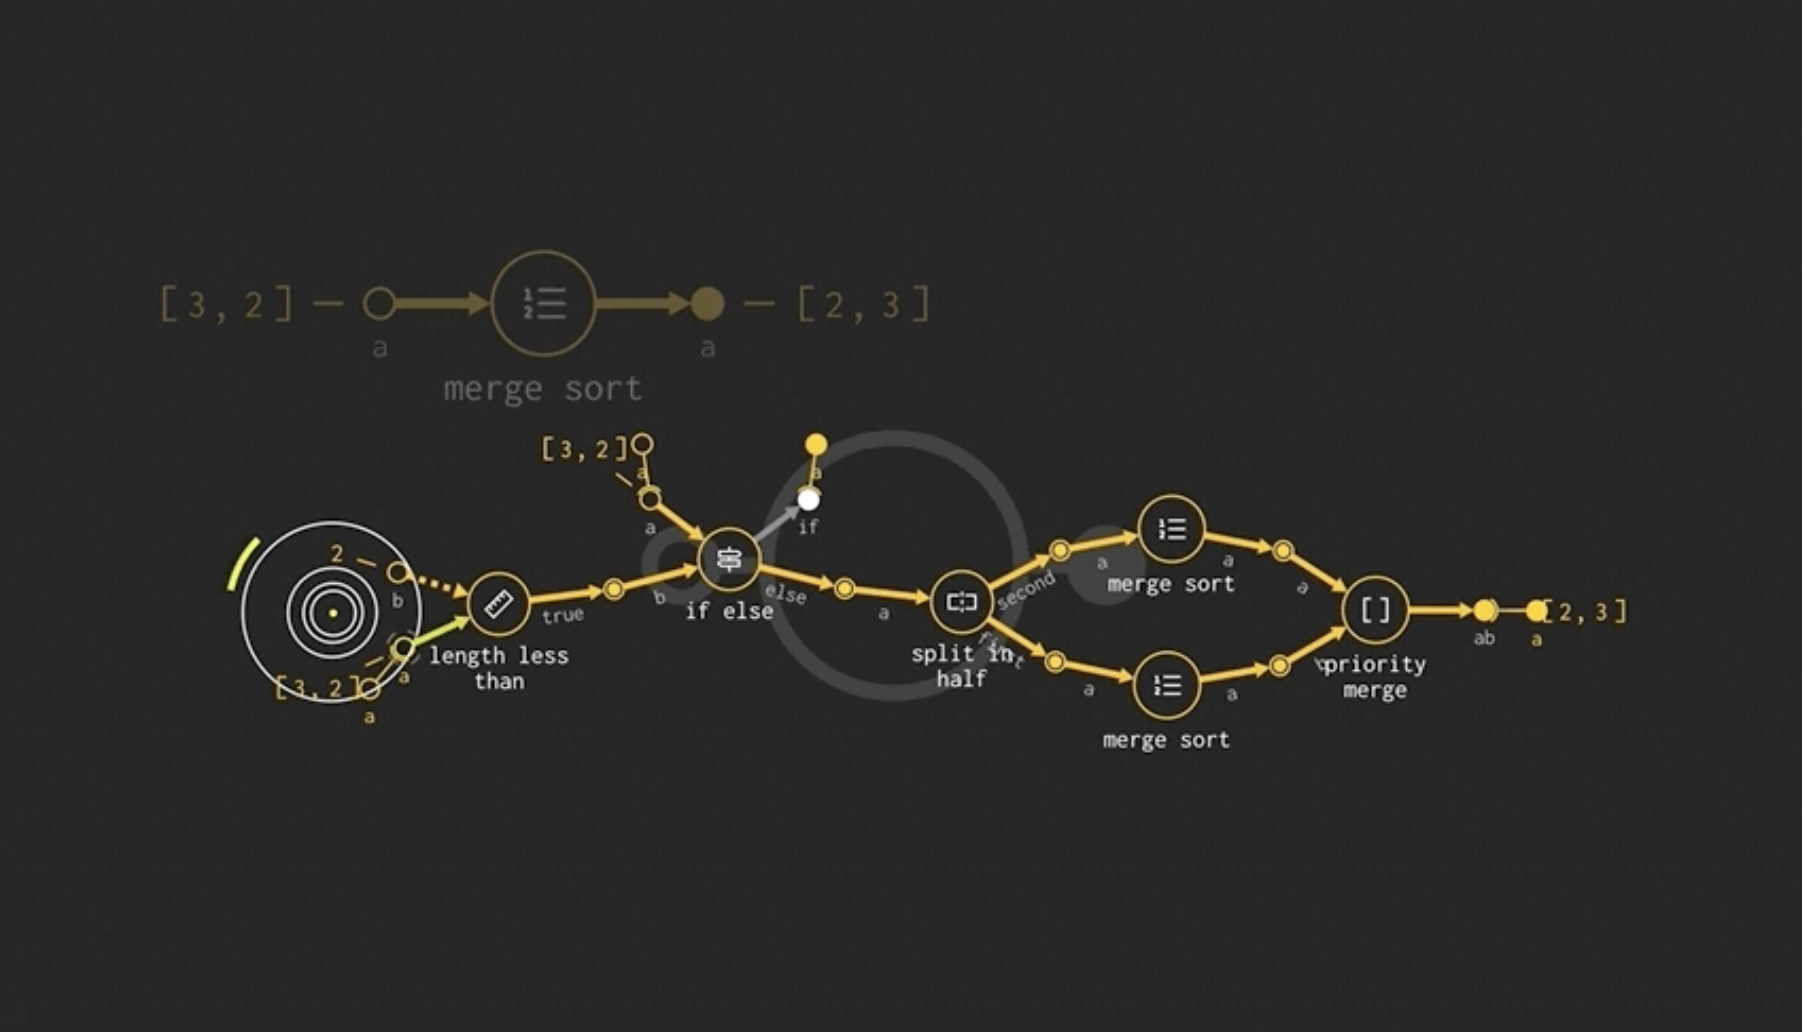 [3, 2]
[2, 3]
a
a
merge sort
[3, 2]
a
a
a
if
2
b
[3, 2]
a
a
length less
than
true
b
if else
else
a
split in
half
second
first
a
merge sort
a
a
merge sort
a
a
priority
merge
ab
a
[2, 3]